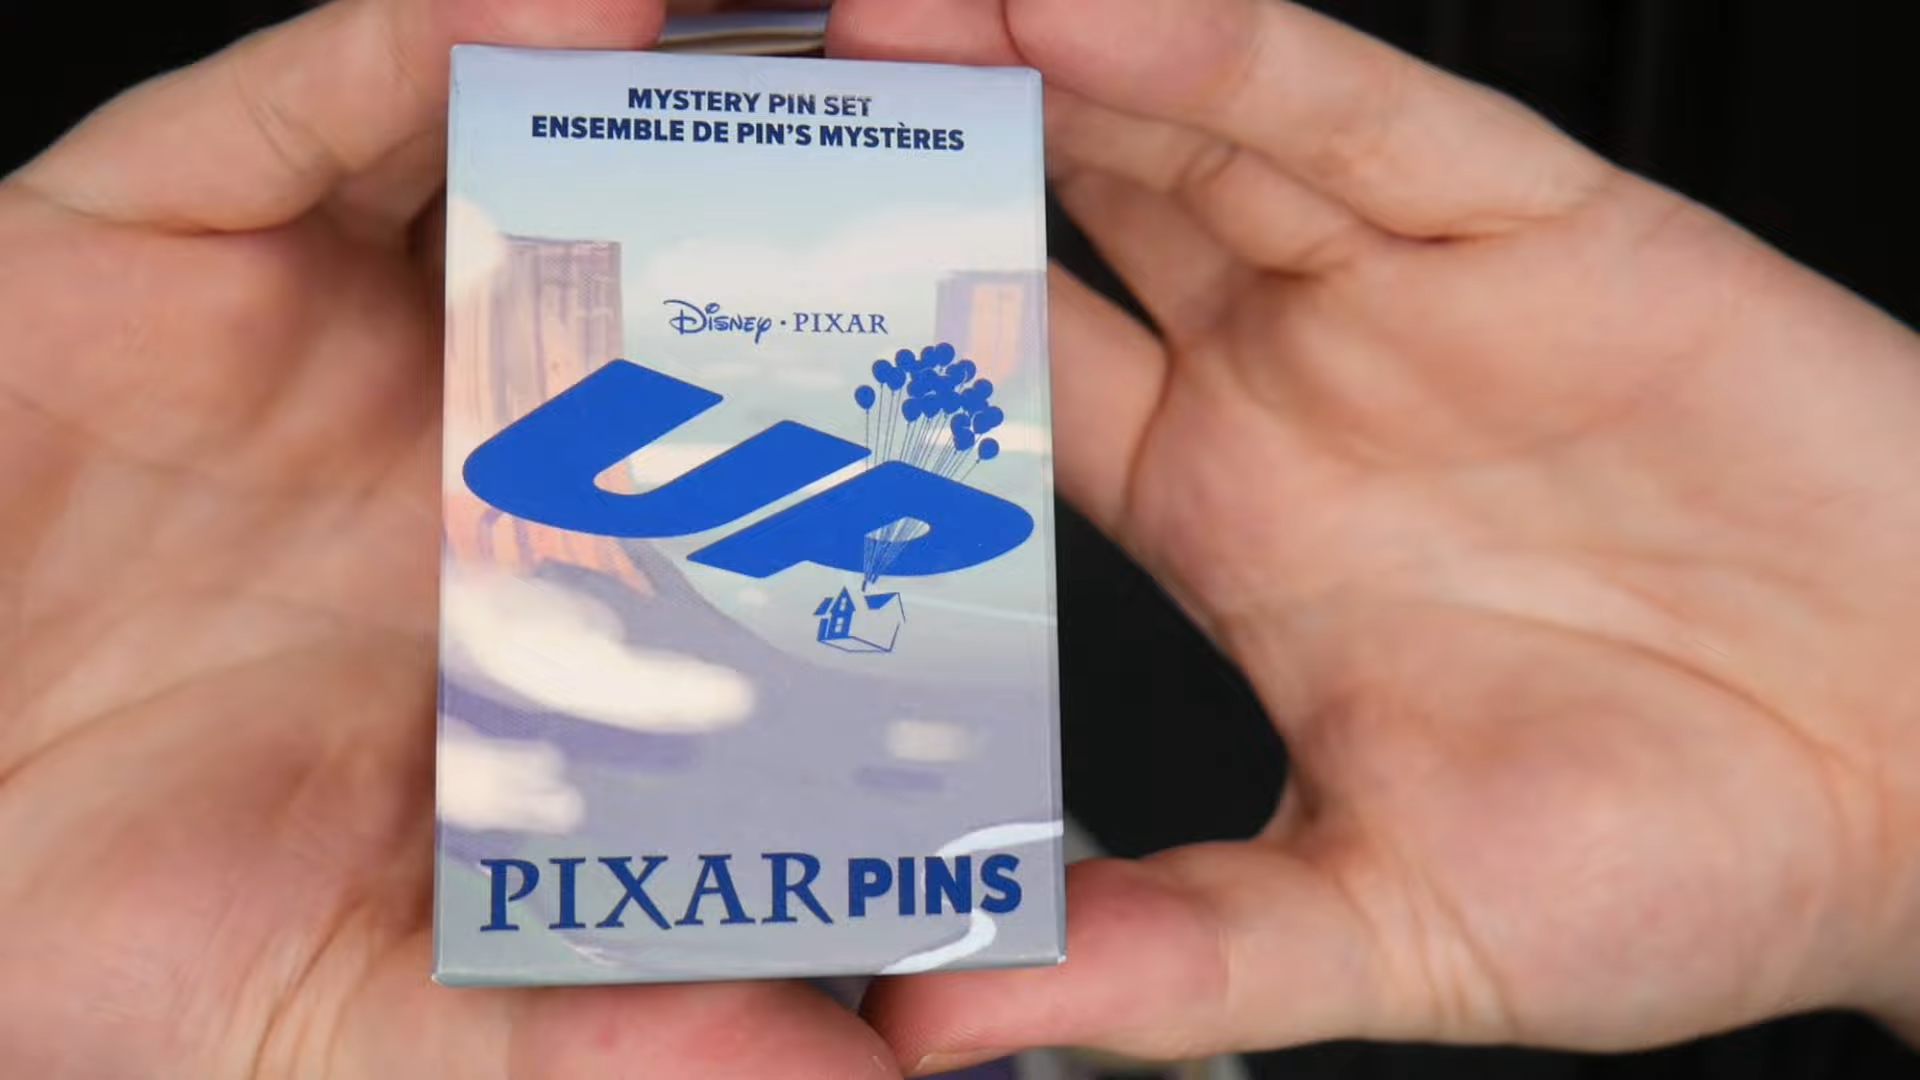 MYSTERY PIN SET
ENSEMBLE DE PIN'S MYSTÈRES
Disney · PIXAR
UP
PIXAR PINS